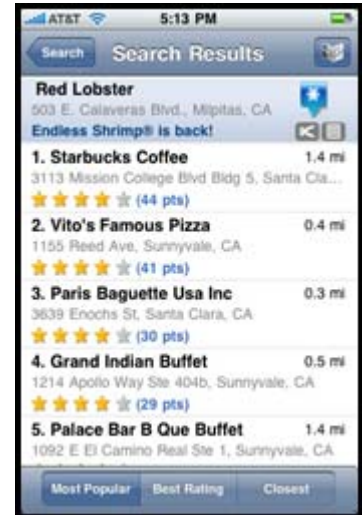 AT&T 5:13 PM
Search Search Results
Red Lobster
503 E. Calaveras Blvd., Milpitas, CA
Endless Shrimp® is back!
1. Starbucks Coffee 1.4 mi
3113 Mission College Blvd Bldg 5, Santa Cla...
(44 pts)
2. Vito's Famous Pizza 0.4 mi
1155 Reed Ave, Sunnyvale, CA
(41 pts)
3. Paris Baguette Usa Inc 0.3 mi
3639 Enochs St, Santa Clara, CA
(30 pts)
4. Grand Indian Buffet 0.5 mi
1214 Apollo Way Ste 404b, Sunnyvale, CA
(29 pts)
5. Palace Bar B Que Buffet 1.4 mi
1092 E El Camino Real Ste 1, Sunnyvale, CA
Most Popular Best Rating Closest